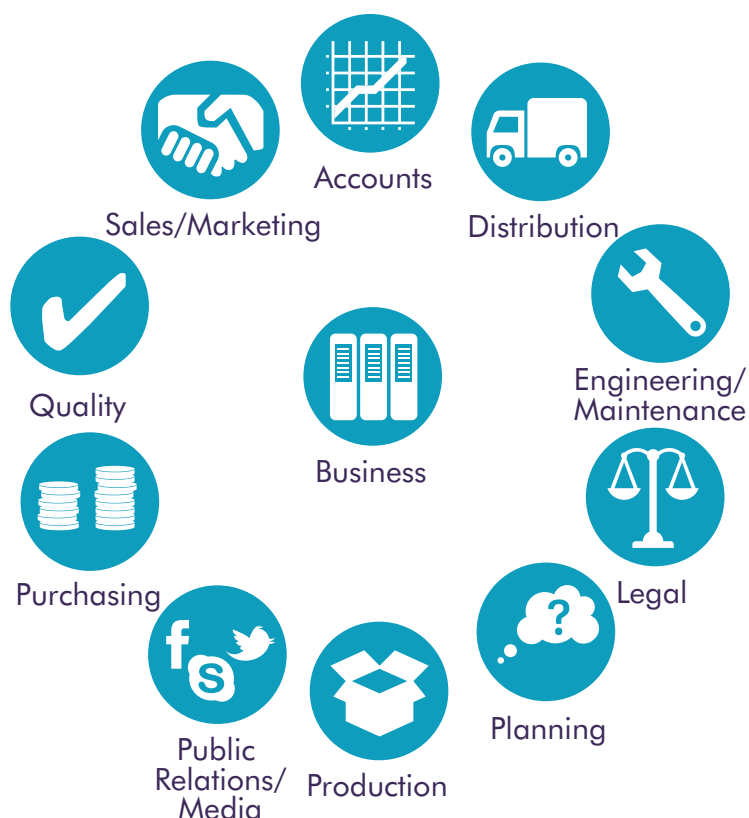 Accounts
Sales/Marketing
Distribution
Engineering/
Maintenance
Quality
Business
Purchasing
Legal
f
S
?
Planning
Public
Relations/
Media
Production